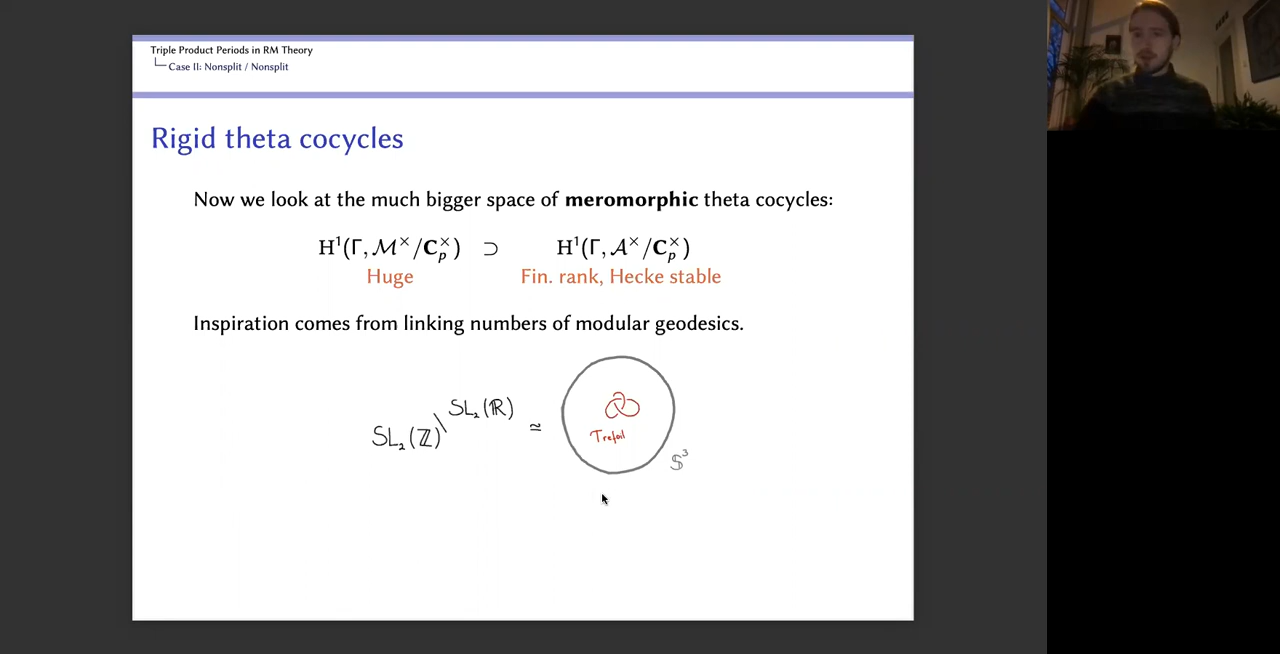 Triple Product Periods in RM Theory
Case II: Nonsplit / Nonsplit
Rigid theta cocycles
Now we look at the much bigger space of meromorphic theta cocycles:
H¹(Γ, ℳ×/C_p×) ⊃ H¹(Γ, 𝒜×/C_p×)
Huge Fin. rank, Hecke stable
Inspiration comes from linking numbers of modular geodesics.
SL₂(ℤ)\SL₂(ℝ) ≃
Trefoil
S³